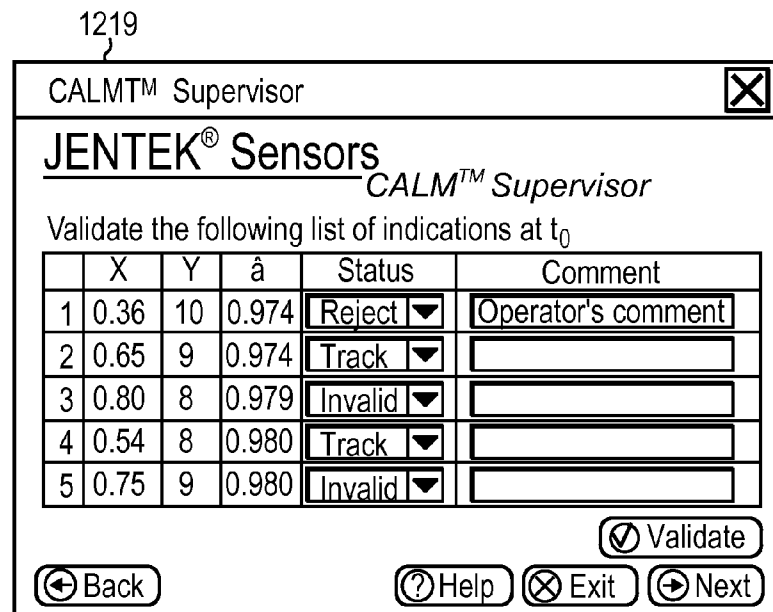 1219
CALM™ Supervisor
JENTEK® Sensors
CALM™ Supervisor
Validate the following list of indications at t₀
X Y â Status Comment
1 0.36 10 0.974 Reject Operator's comment
2 0.65 9 0.974 Track
3 0.80 8 0.979 Invalid
4 0.54 8 0.980 Track
5 0.75 9 0.980 Invalid
Validate
Back Help Exit Next